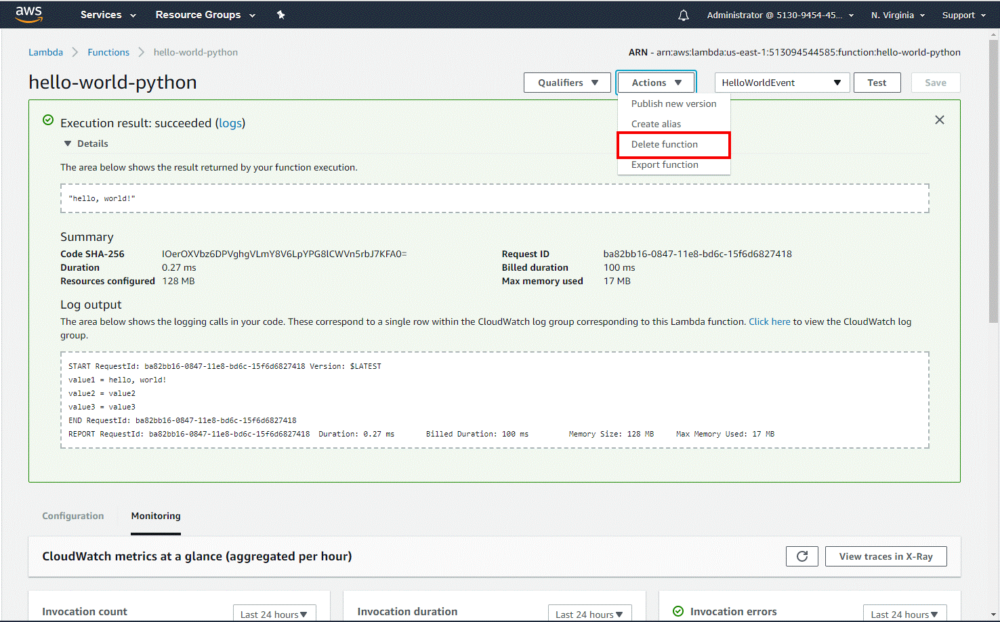 aws Services Resource Groups Administrator @ 5130-9454-45... N. Virginia Support
Lambda Functions hello-world-python ARN - arn:aws:lambda:us-east-1:513094544585:function:hello-world-python
hello-world-python Qualifiers Actions HelloWorldEvent Test Save
Publish new version
Create alias
Delete function
Export function
Execution result: succeeded (logs)
Details
The area below shows the result returned by your function execution.
"hello, world!"
Summary
Code SHA-256 IOerOXVbz6DPVghgVLmY8V6LpYPG8lCWVn5rbJ7KFA0= Request ID ba82bb16-0847-11e8-bd6c-15f6d6827418
Duration 0.27 ms Billed duration 100 ms
Resources configured 128 MB Max memory used 17 MB
Log output
The area below shows the logging calls in your code. These correspond to a single row within the CloudWatch log group corresponding to this Lambda function. Click here to view the CloudWatch log
group.
START RequestId: ba82bb16-0847-11e8-bd6c-15f6d6827418 Version: $LATEST
value1 = hello, world!
value2 = value2
value3 = value3
END RequestId: ba82bb16-0847-11e8-bd6c-15f6d6827418
REPORT RequestId: ba82bb16-0847-11e8-bd6c-15f6d6827418 Duration: 0.27 ms Billed Duration: 100 ms Memory Size: 128 MB Max Memory Used: 17 MB
Configuration Monitoring
CloudWatch metrics at a glance (aggregated per hour) View traces in X-Ray
Invocation count Last 24 hours Invocation duration Last 24 hours Invocation errors Last 24 hours